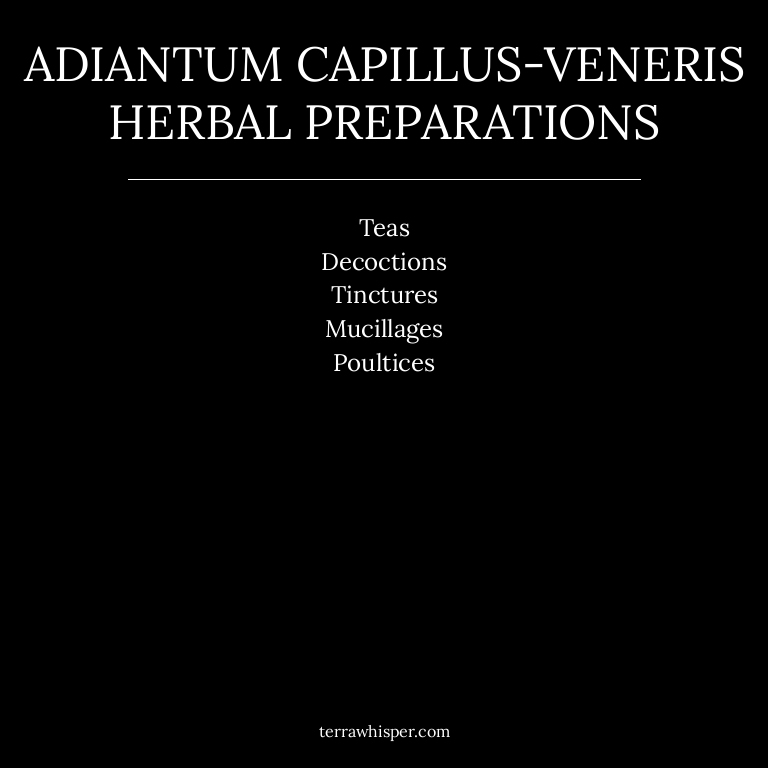 ADIANTUM CAPILLUS-VENERIS
HERBAL PREPARATIONS
Teas
Decoctions
Tinctures
Mucillages
Poultices
terrawhisper.com